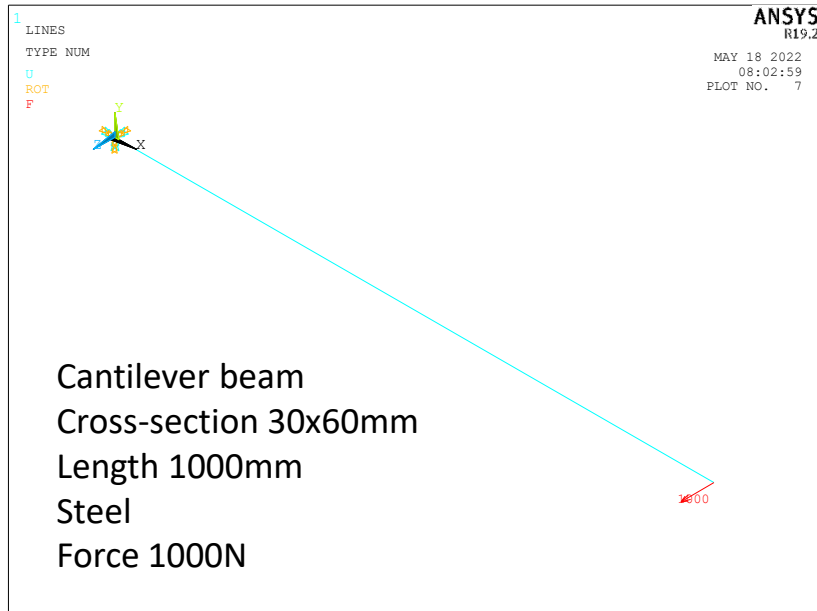 1
LINES
TYPE NUM
U
ROT
F
ANSYS
R19.2
MAY 18 2022
08:02:59
PLOT NO. 7
Y
Z
X
1000
Cantilever beam
Cross-section 30x60mm
Length 1000mm
Steel
Force 1000N